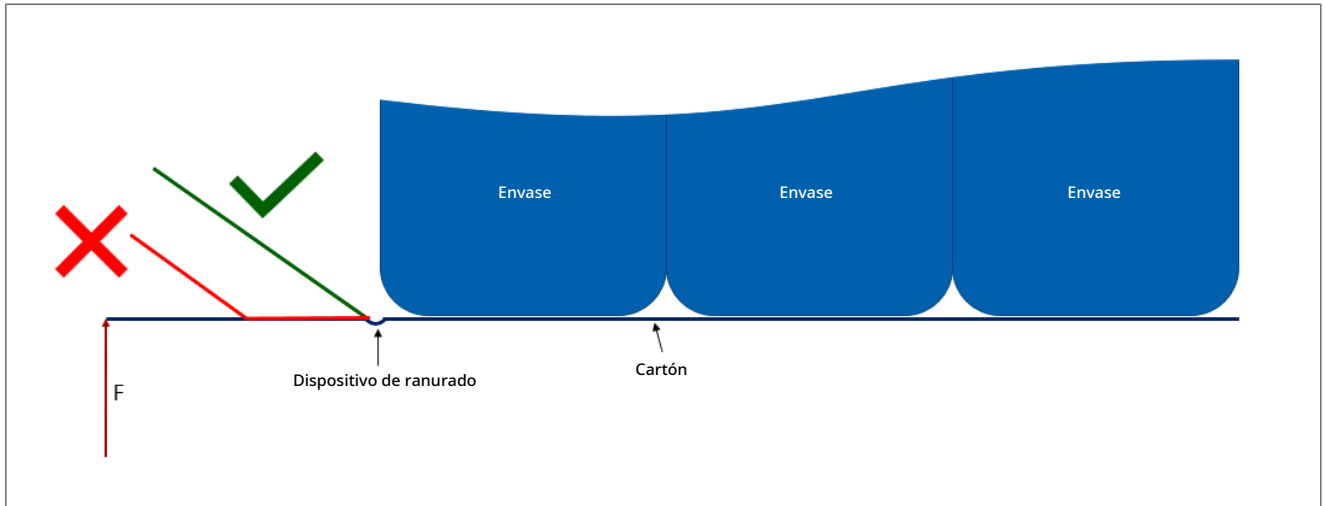 Envase
Envase
Envase
F
Dispositivo de ranurado
Cartón